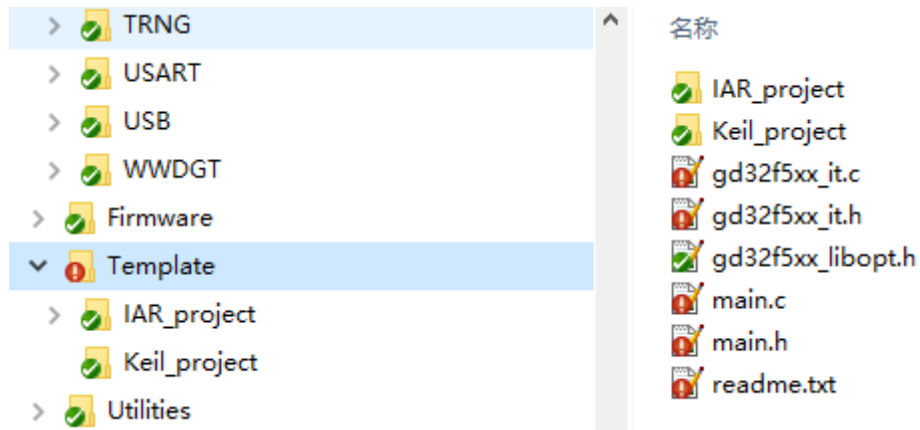 TRNG
USART
USB
WWDGT
Firmware
Template
IAR_project
Keil_project
Utilities
名称
IAR_project
Keil_project
gd32f5xx_it.c
gd32f5xx_it.h
gd32f5xx_libopt.h
main.c
main.h
readme.txt